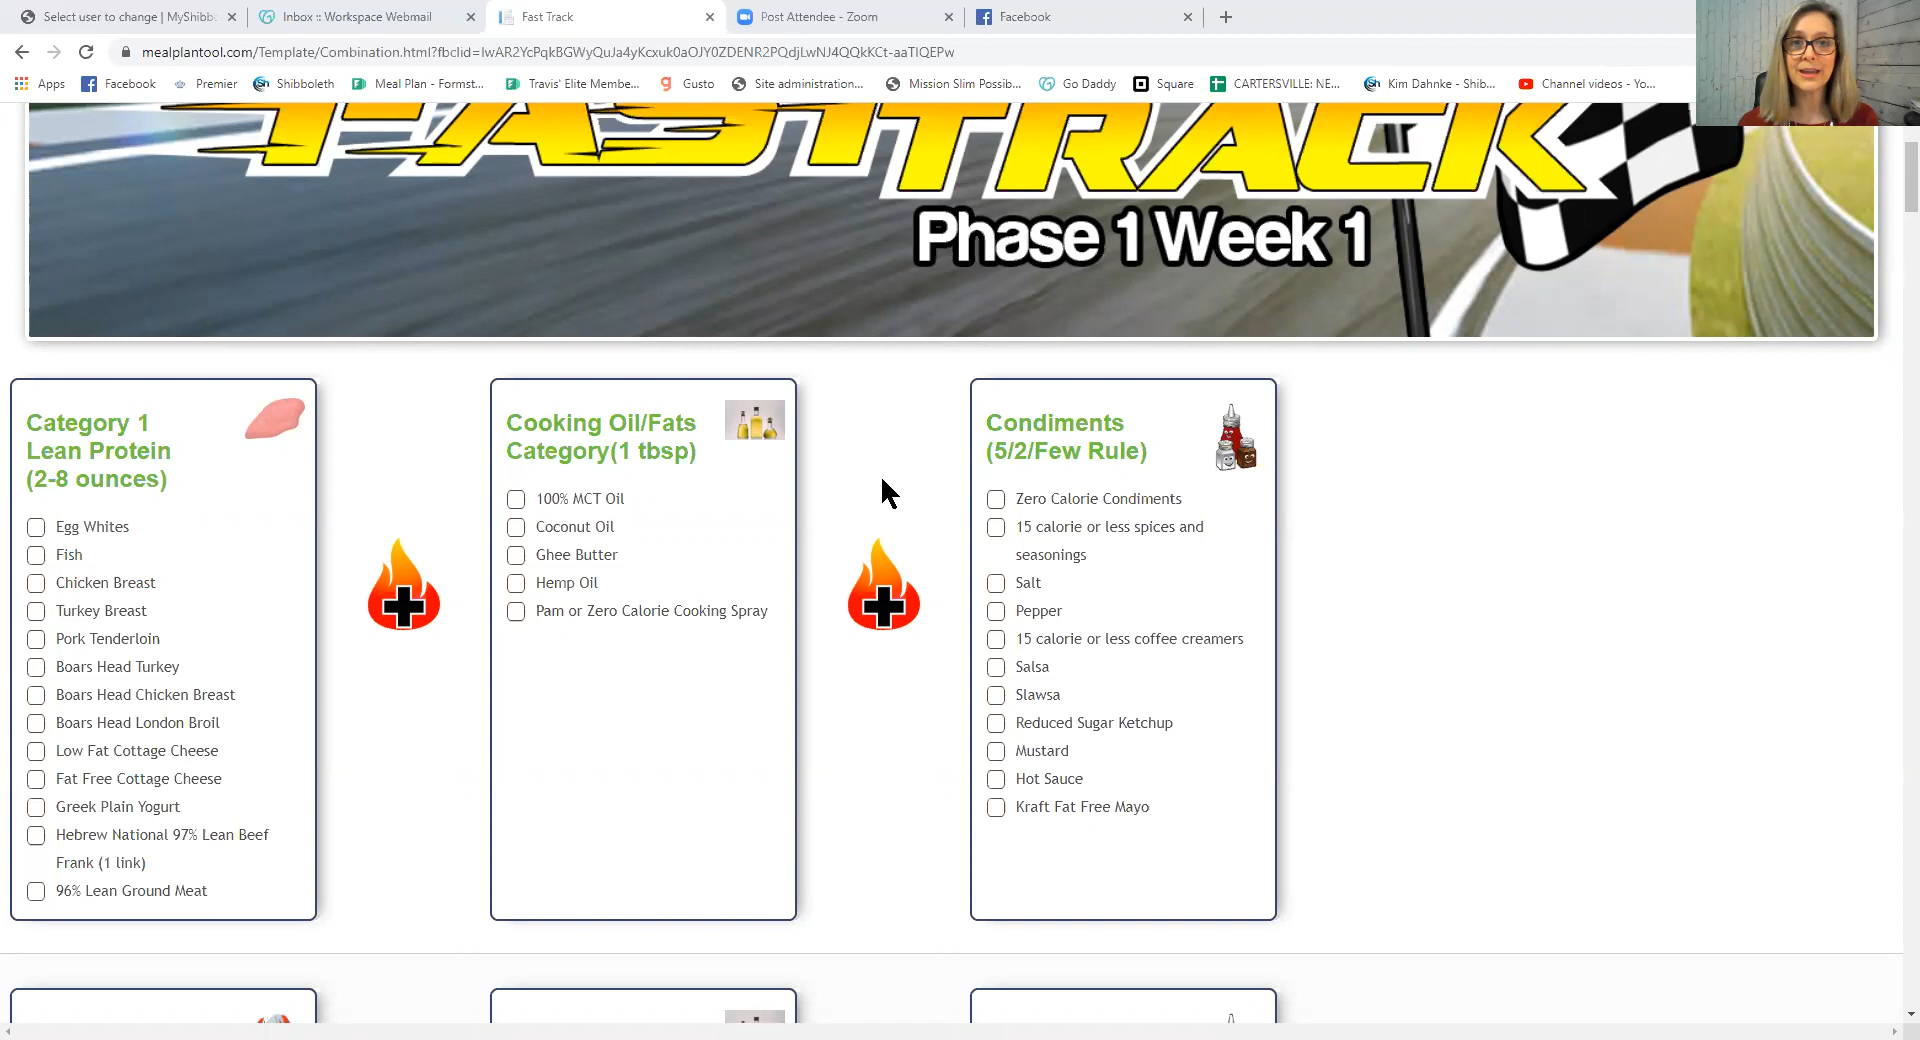 Select user to change | MyShibb
Inbox :: Workspace Webmail
Fast Track
Post Attendee - Zoom
Facebook
mealplantool.com/Template/Combination.html?fbclid=IwAR2YcPqkBGWyQuJa4yKcxuk0aOJY0ZDENR2PQdjLwNJ4QQkKCt-aaTIQEPw
Apps
Facebook
Premier
Shibboleth
Meal Plan - Formst...
Travis' Elite Membe...
Gusto
Site administration...
Mission Slim Possib...
Go Daddy
Square
CARTERSVILLE: NE...
Kim Dahnke - Shib...
Channel videos - Yo...
FASTTRACK
Phase 1 Week 1
Category 1
Lean Protein
(2-8 ounces)
Egg Whites
Fish
Chicken Breast
Turkey Breast
Pork Tenderloin
Boars Head Turkey
Boars Head Chicken Breast
Boars Head London Broil
Low Fat Cottage Cheese
Fat Free Cottage Cheese
Greek Plain Yogurt
Hebrew National 97% Lean Beef
Frank (1 link)
96% Lean Ground Meat
Cooking Oil/Fats
Category(1 tbsp)
100% MCT Oil
Coconut Oil
Ghee Butter
Hemp Oil
Pam or Zero Calorie Cooking Spray
Condiments
(5/2/Few Rule)
Zero Calorie Condiments
15 calorie or less spices and
seasonings
Salt
Pepper
15 calorie or less coffee creamers
Salsa
Slawsa
Reduced Sugar Ketchup
Mustard
Hot Sauce
Kraft Fat Free Mayo